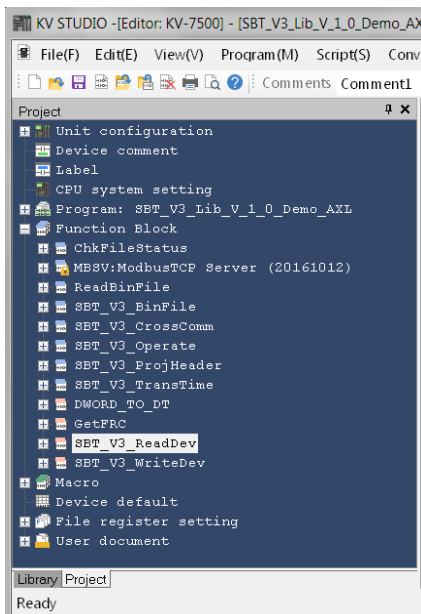 KV STUDIO -[Editor: KV-7500] - [SBT_V3_Lib_V_1_0_Demo_AX
File(F) Edit(E) View(V) Program(M) Script(S) Conv
Comments Comment1
Project
Unit configuration
Device comment
Label
CPU system setting
Program: SBT_V3_Lib_V_1_0_Demo_AXL
Function Block
ChkFileStatus
MBSV:ModbusTCP Server (20161012)
ReadBinFile
SBT_V3_BinFile
SBT_V3_CrossComm
SBT_V3_Operate
SBT_V3_ProjHeader
SBT_V3_TransTime
DWORD_TO_DT
GetFRC
SBT_V3_ReadDev
SBT_V3_WriteDev
Macro
Device default
File register setting
User document
Library Project
Ready